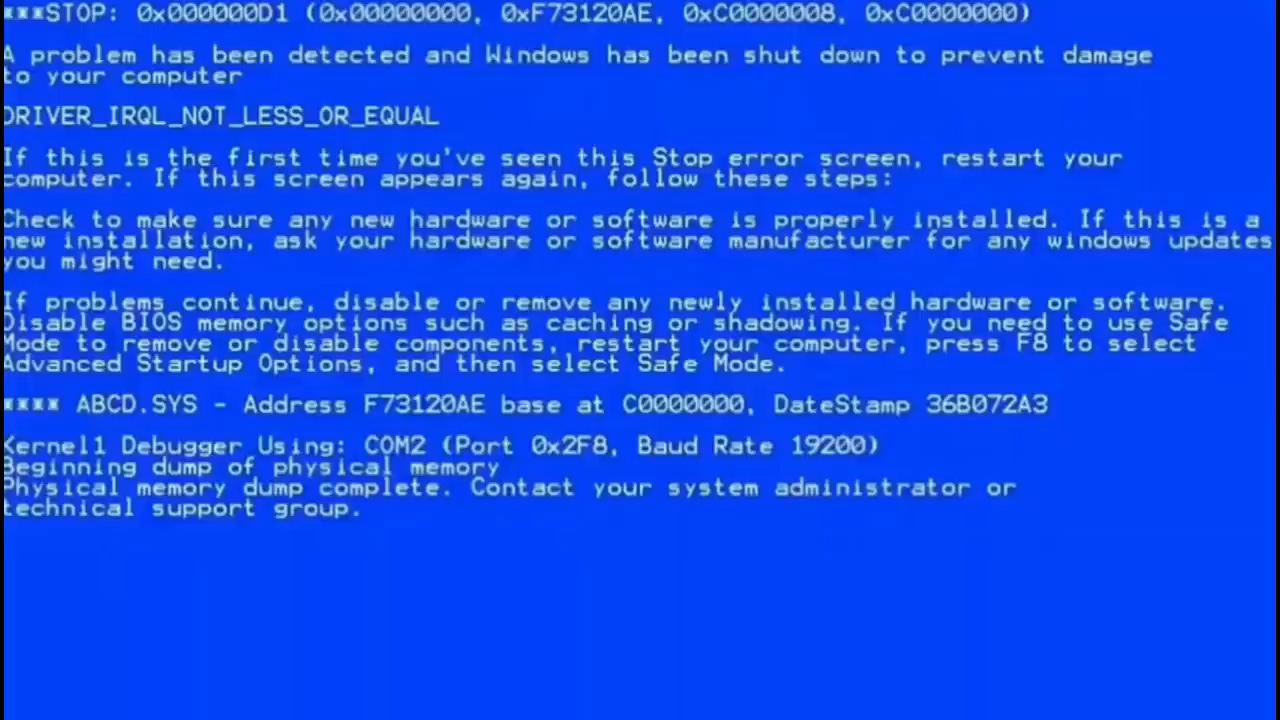 ***STOP: 0x000000D1 (0x00000000, 0xF73120AE, 0xC0000008, 0xC0000000)
A problem has been detected and Windows has been shut down to prevent damage
to your computer
DRIVER_IRQL_NOT_LESS_OR_EQUAL
If this is the first time you've seen this Stop error screen, restart your
computer. If this screen appears again, follow these steps:
Check to make sure any new hardware or software is properly installed. If this is a
new installation, ask your hardware or software manufacturer for any windows updates
you might need.
If problems continue, disable or remove any newly installed hardware or software.
Disable BIOS memory options such as caching or shadowing. If you need to use Safe
Mode to remove or disable components, restart your computer, press F8 to select
Advanced Startup Options, and then select Safe Mode.
**** ABCD.SYS - Address F73120AE base at C0000000, DateStamp 36B072A3
Kernel1 Debugger Using: COM2 (Port 0x2F8, Baud Rate 19200)
Beginning dump of physical memory
Physical memory dump complete. Contact your system administrator or
technical support group.